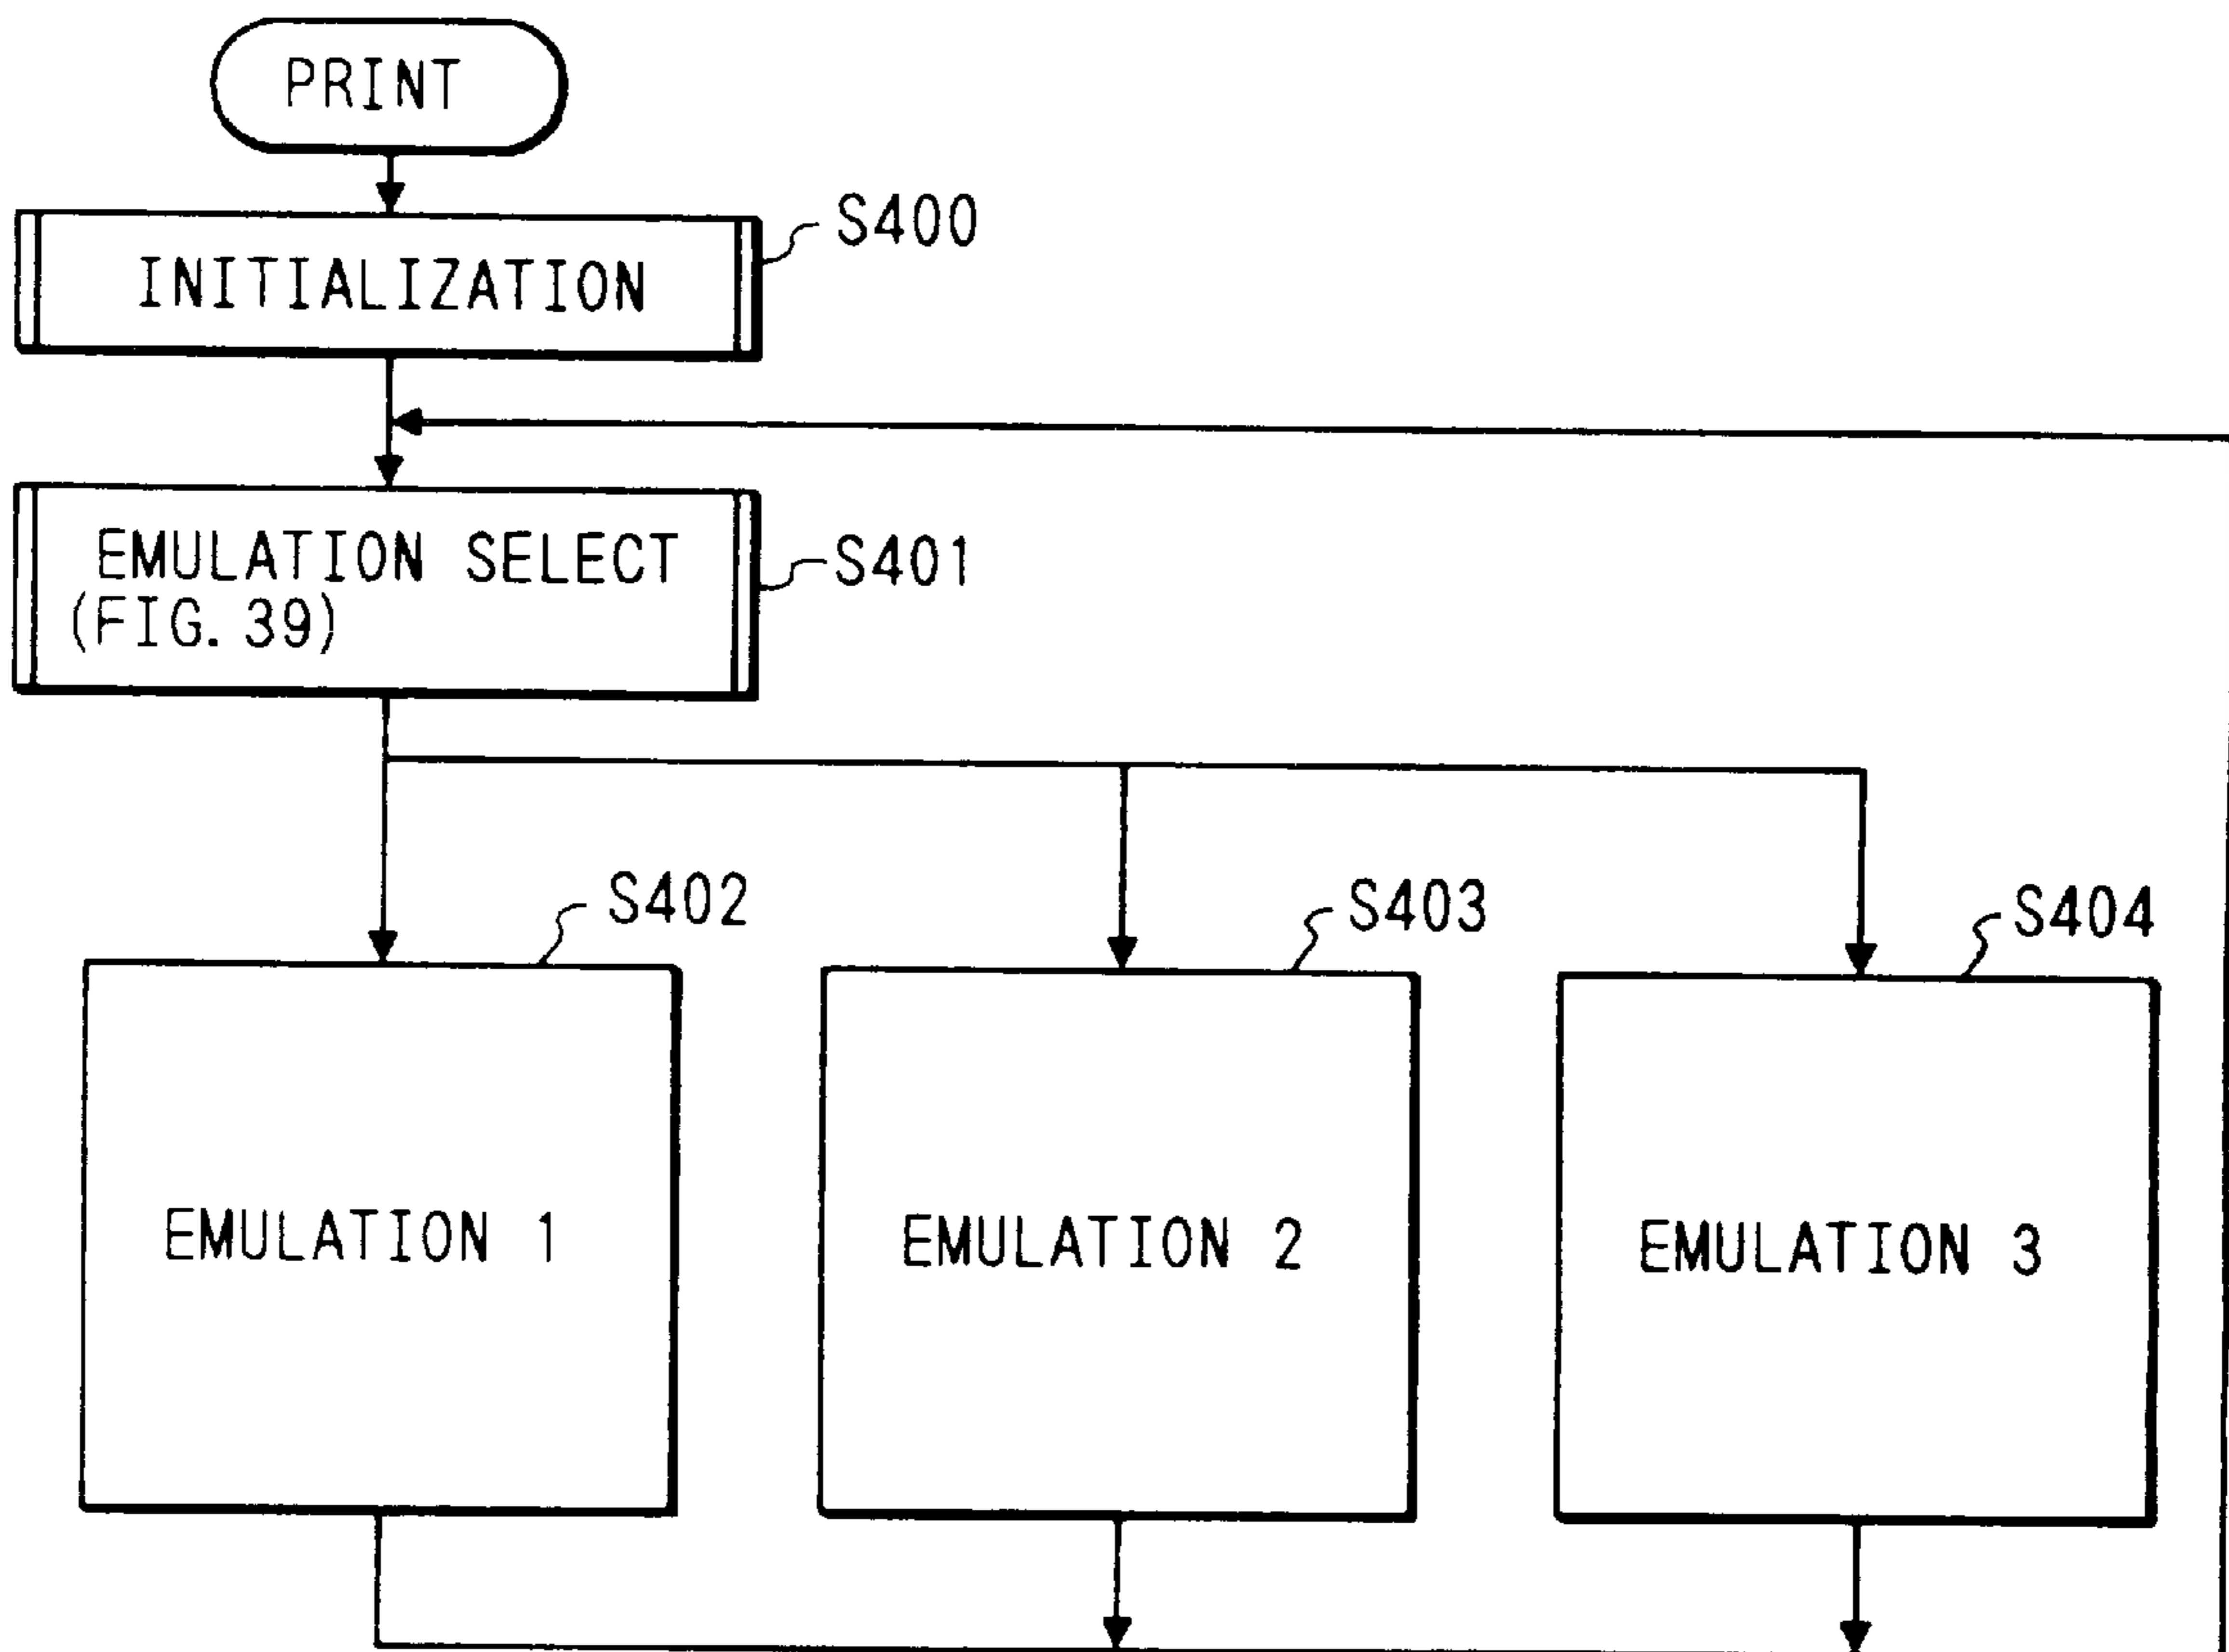 PRINT
S400
INITIALIZATION
EMULATION SELECT
S401
(FIG. 39)
S402
S403
S404
EMULATION 1
EMULATION 2
EMULATION 3